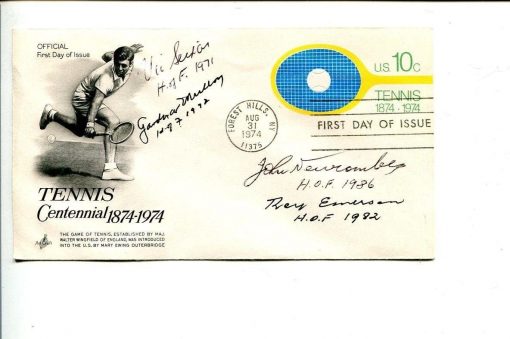 OFFICIAL
First Day of Issue
Vic Seixas
H.O.F. 1971
Gardnar Mulloy
H.O.F 1972
U.S. 10c
TENNIS
1874-1974
FOREST HILLS, NY
AUG
31
1974
11375
FIRST DAY OF ISSUE
John Newcombe
H.O.F. 1986
Roy Emerson
H.O.F 1982
TENNIS
Centennial 1874-1974
THE GAME OF TENNIS, ESTABLISHED BY MAJ.
WALTER WINGFIELD OF ENGLAND, WAS INTRODUCED
INTO THE U.S. BY MARY EWING OUTERBRIDGE
ArtCraft